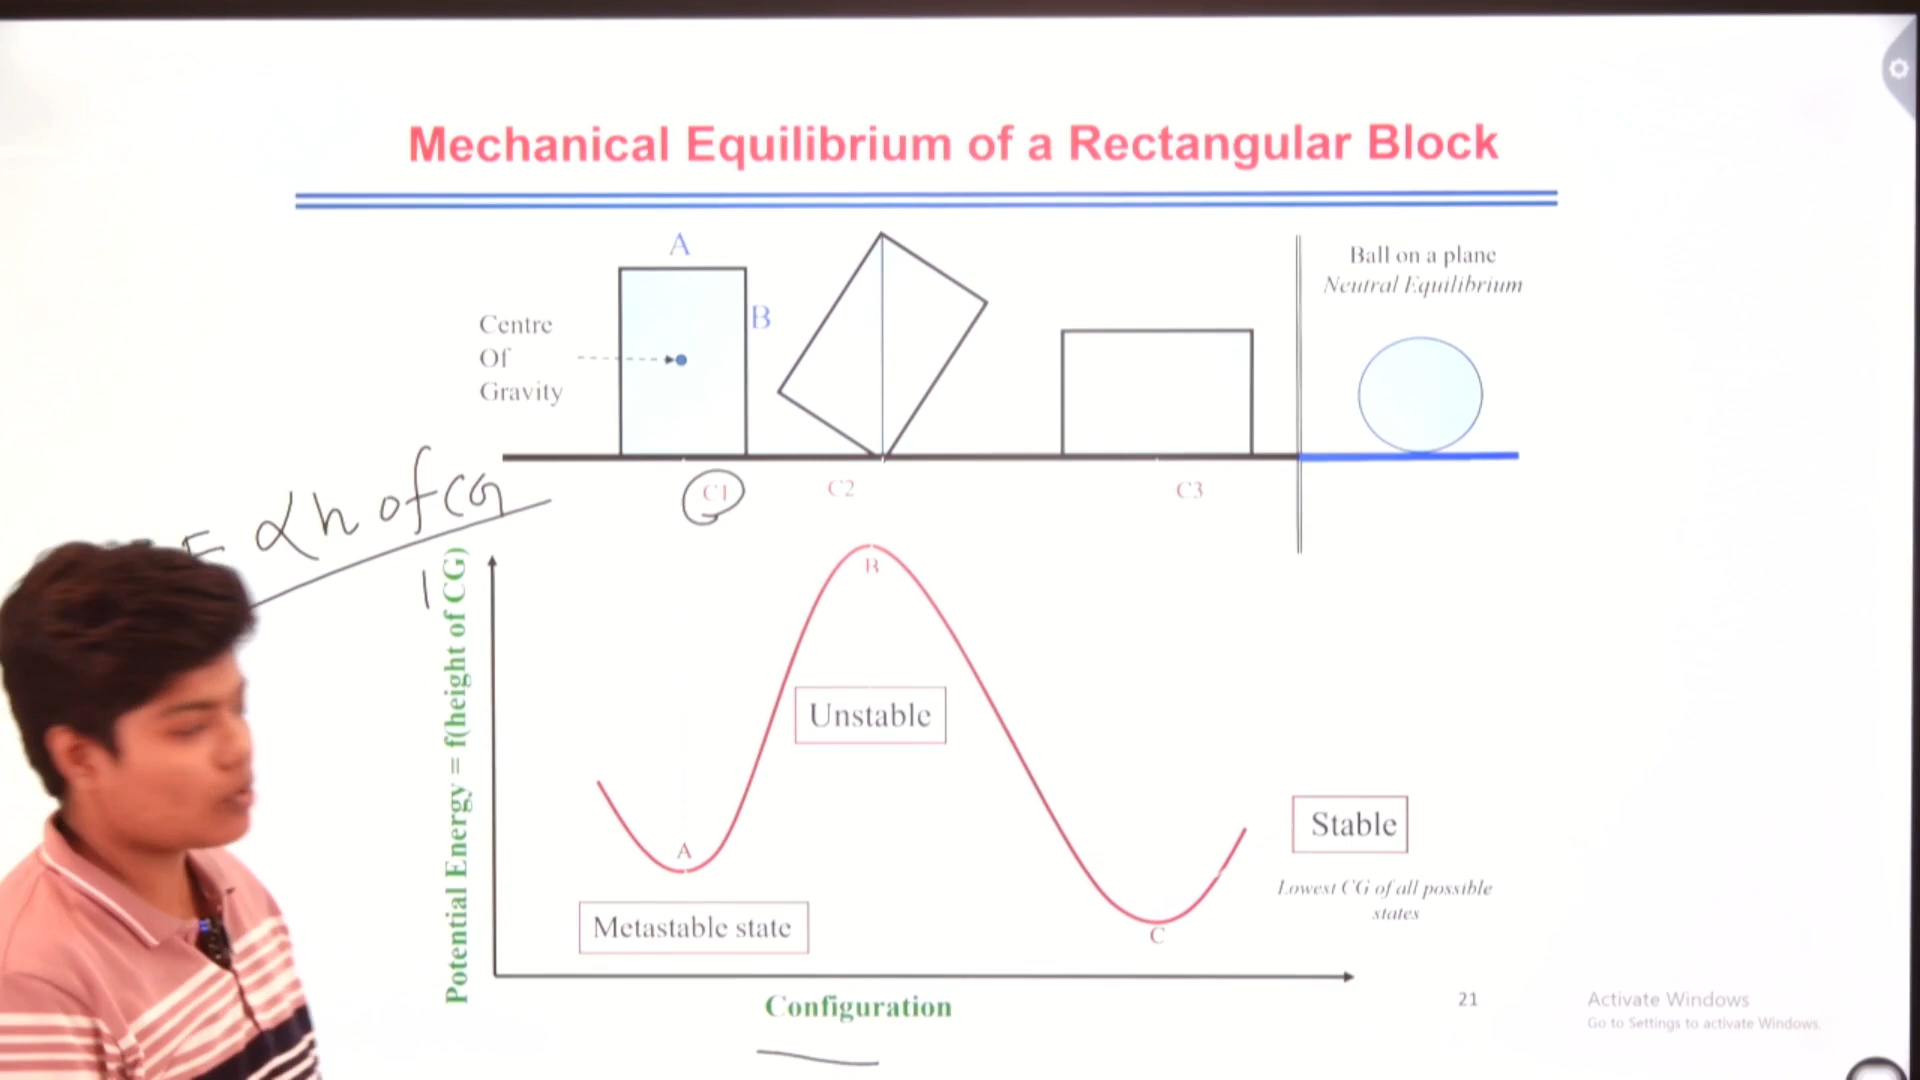 Mechanical Equilibrium of a Rectangular Block
A
B
Centre
Of
Gravity
Ball on a plane
Neutral Equilibrium
C1
C2
C3
αh of CG
Potential Energy = f(height of CG)
B
Unstable
A
Metastable state
Stable
Lowest CG of all possible
states
C
Configuration
21
Activate Windows
Go to Settings to activate Windows.